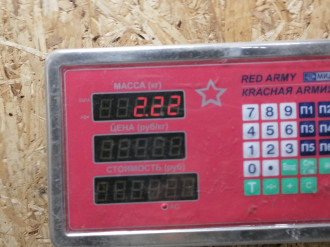 МАССА (кг)
2.22
RED ARMY
КРАСНАЯ АРМИЯ
ЦЕНА (руб/кг)
СТОИМОСТЬ (руб)
7 8 9 П1
4 5 6 П3
1 2 3 П5
0
T